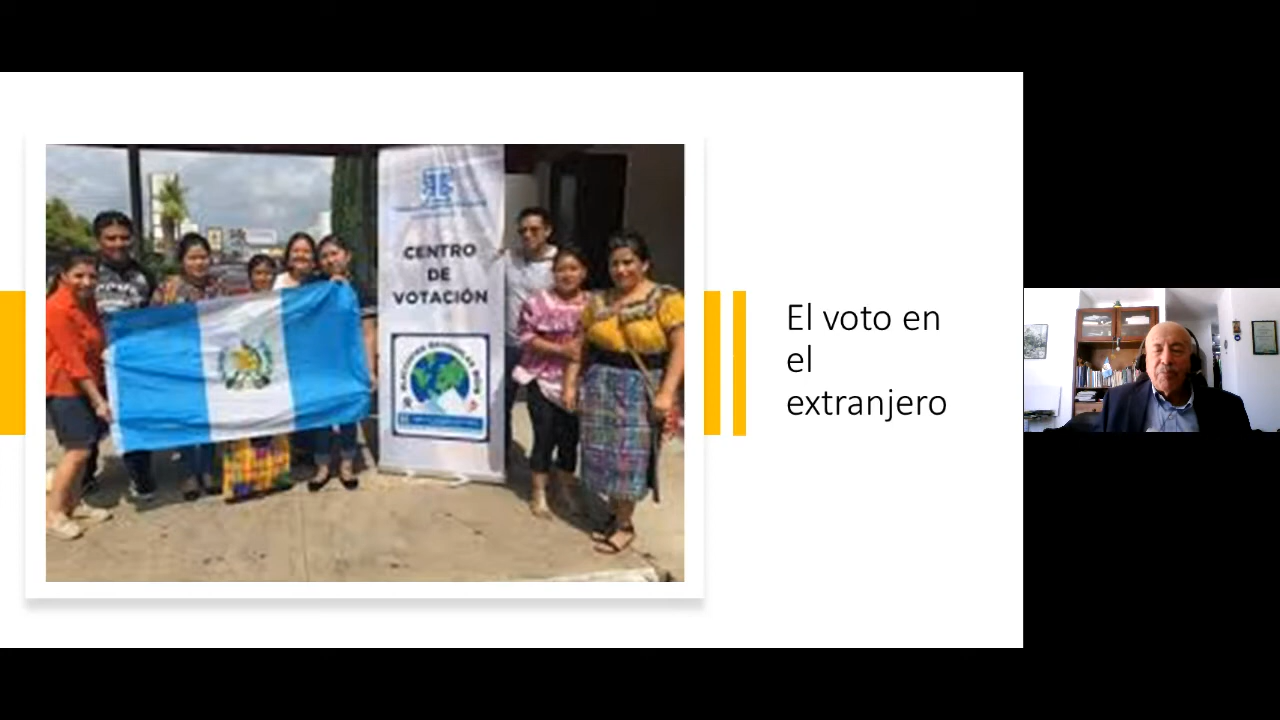 CENTRO
DE
VOTACIÓN
El voto en
el
extranjero